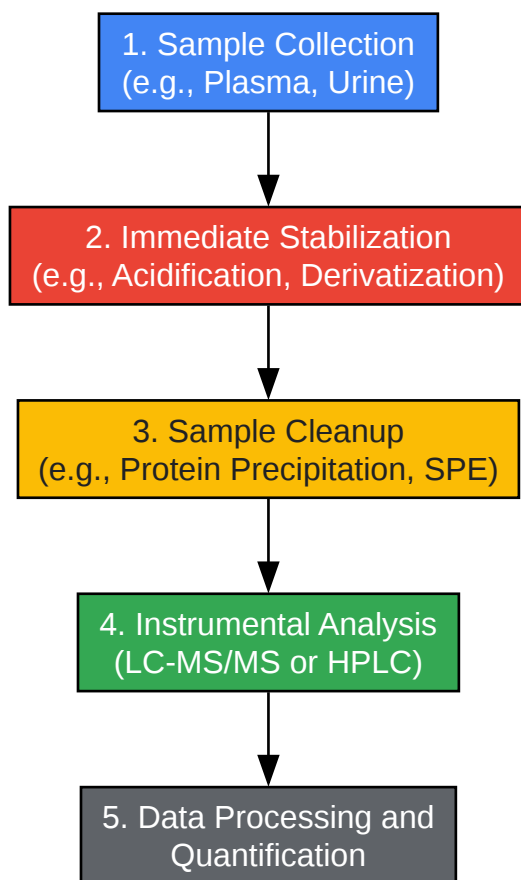 1. Sample Collection
(e.g., Plasma, Urine)
2. Immediate Stabilization
(e.g., Acidification, Derivatization)
3. Sample Cleanup
(e.g., Protein Precipitation, SPE)
4. Instrumental Analysis
(LC-MS/MS or HPLC)
5. Data Processing and
Quantification